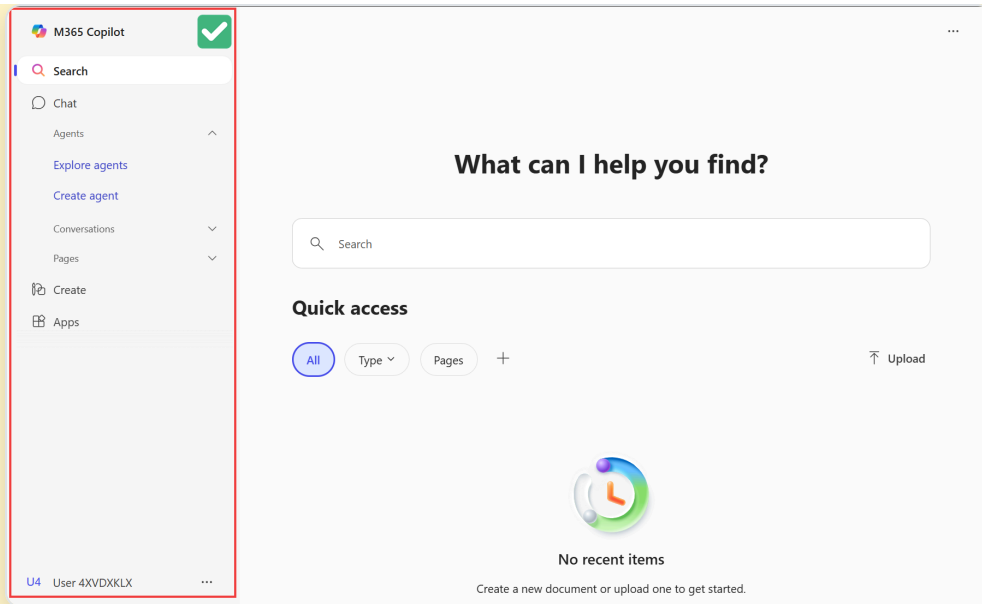 M365 Copilot
Search
Chat
Agents
Explore agents
Create agent
Conversations
Pages
Create
Apps
U4 User 4XVDXKLX ...
...
What can I help you find?
Search
Quick access
All Type Pages + Upload
No recent items
Create a new document or upload one to get started.